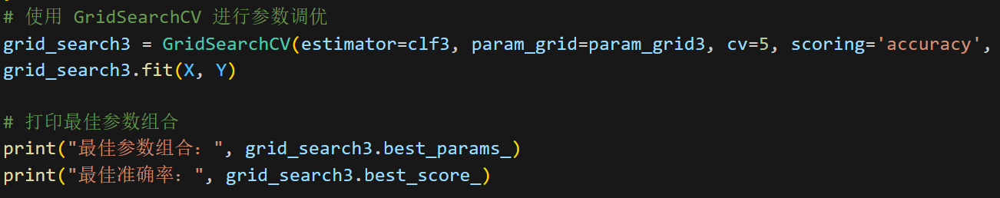 # 使用 GridSearchCV 进行参数调优
grid_search3 = GridSearchCV(estimator=clf3, param_grid=param_grid3, cv=5, scoring='accuracy',
grid_search3.fit(X, Y)
# 打印最佳参数组合
print("最佳参数组合：", grid_search3.best_params_)
print("最佳准确率：", grid_search3.best_score_)